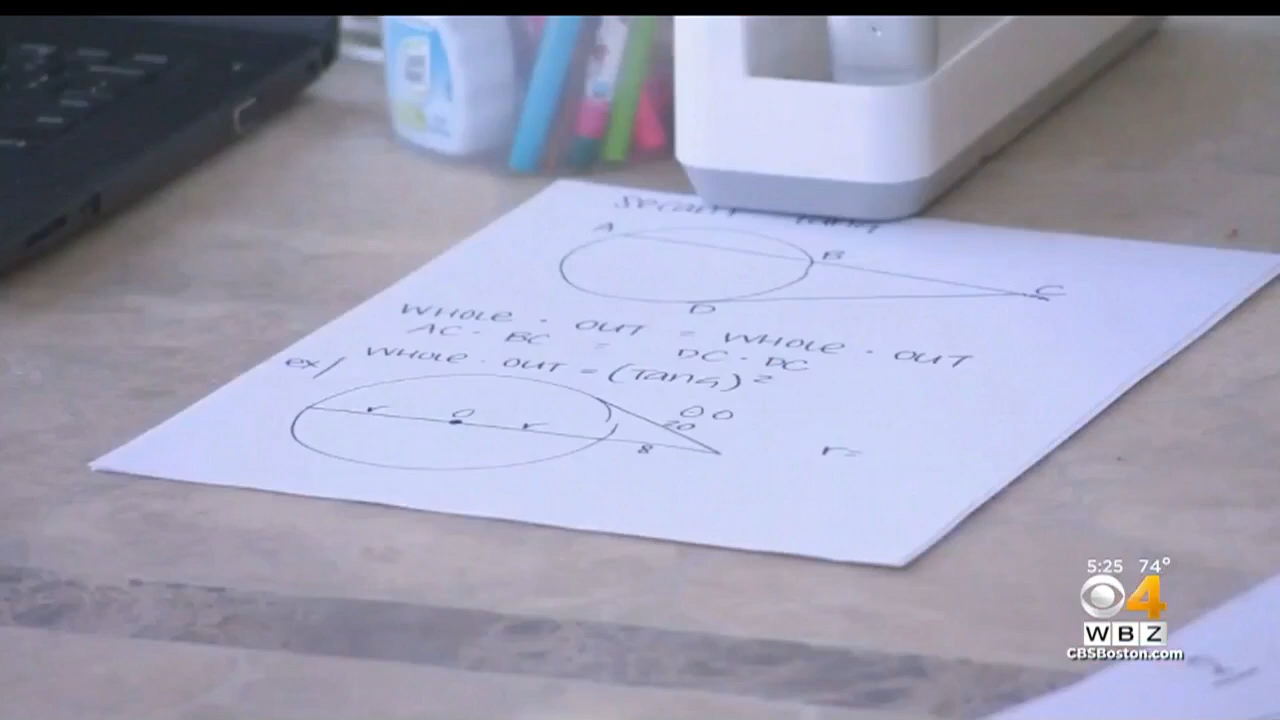 A
B
C
D
WHOLE · OUT = WHOLE · OUT
AC · BC = DC · DC
WHOLE · OUT = (Tang)²
ex/
r O r
20
8
r=
5:25 74°
4
WBZ
CBSBoston.com